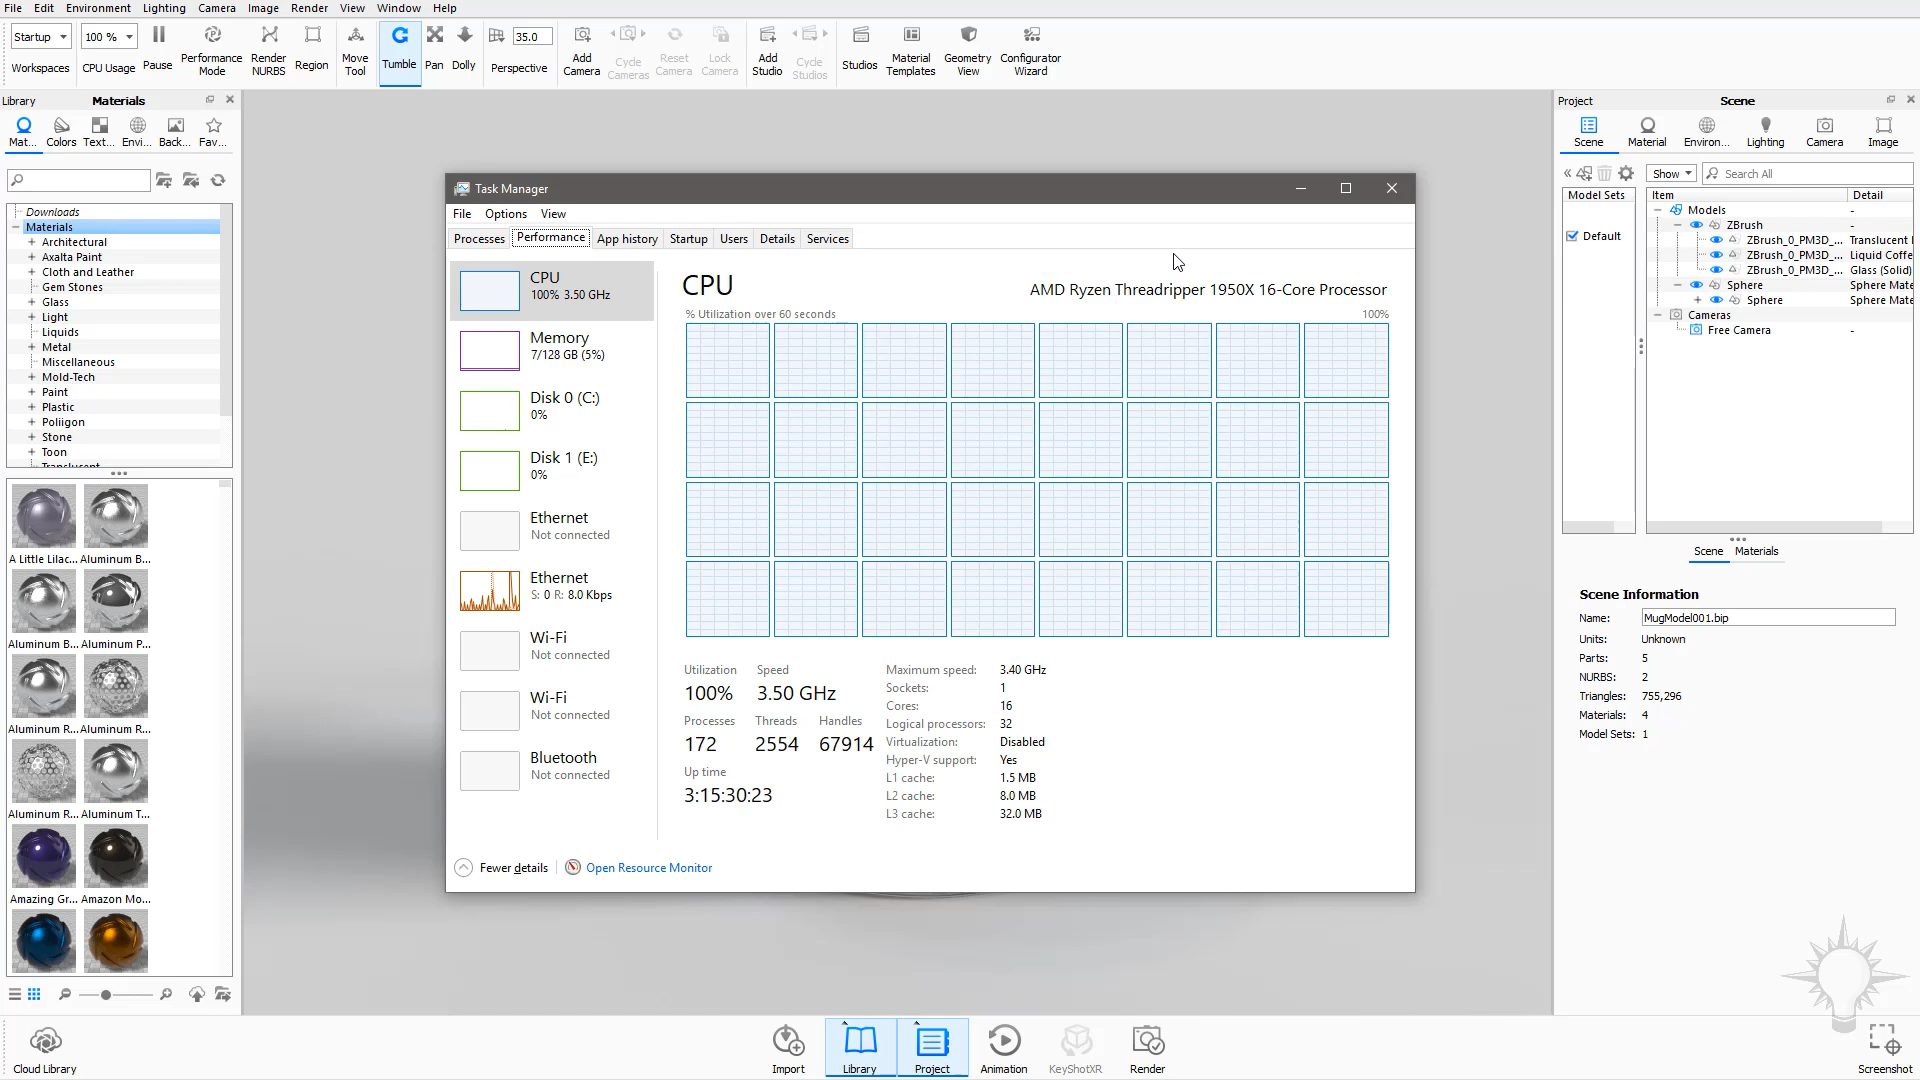 File Edit Environment Lighting Camera Image Render View Window Help
Startup 100 % 35.0
Workspaces CPU Usage Pause Performance Mode Render NURBS Region Move Tool Tumble Pan Dolly Perspective Add Camera Cycle Cameras Reset Camera Lock Camera Add Studio Cycle Studios Studios Material Templates Geometry View Configurator Wizard
Library Materials
Mat... Colors Text... Envi... Back... Fav...
Downloads
Materials
Architectural
Axalta Paint
Cloth and Leather
Gem Stones
Glass
Light
Liquids
Metal
Miscellaneous
Mold-Tech
Paint
Plastic
Poliigon
Stone
Toon
Translucent
A Little Lilac... Aluminum B...
Aluminum B... Aluminum P...
Aluminum R... Aluminum R...
Aluminum R... Aluminum T...
Amazing Gr... Amazon Mo...
Task Manager
File Options View
Processes Performance App history Startup Users Details Services
CPU
100% 3.50 GHz
Memory
7/128 GB (5%)
Disk 0 (C:)
0%
Disk 1 (E:)
0%
Ethernet
Not connected
Ethernet
S: 0 R: 8.0 Kbps
Wi-Fi
Not connected
Wi-Fi
Not connected
Bluetooth
Not connected
CPU AMD Ryzen Threadripper 1950X 16-Core Processor
% Utilization over 60 seconds 100%
Utilization Speed
100% 3.50 GHz
Processes Threads Handles
172 2554 67914
Up time
3:15:30:23
Maximum speed: 3.40 GHz
Sockets: 1
Cores: 16
Logical processors: 32
Virtualization: Disabled
Hyper-V support: Yes
L1 cache: 1.5 MB
L2 cache: 8.0 MB
L3 cache: 32.0 MB
Fewer details Open Resource Monitor
Project Scene
Scene Material Environ... Lighting Camera Image
« Show Search All
Model Sets
Default
Item Detail
Models -
ZBrush -
ZBrush_0_PM3D_... Translucent
ZBrush_0_PM3D_... Liquid Coffe
ZBrush_0_PM3D_... Glass (Solid)
Sphere Sphere Mate
Sphere Sphere Mate
Cameras
Free Camera -
Scene Materials
Scene Information
Name: MugModel001.bip
Units: Unknown
Parts: 5
NURBS: 2
Triangles: 755,296
Materials: 4
Model Sets: 1
Cloud Library Import Library Project Animation KeyShotXR Render Screenshot